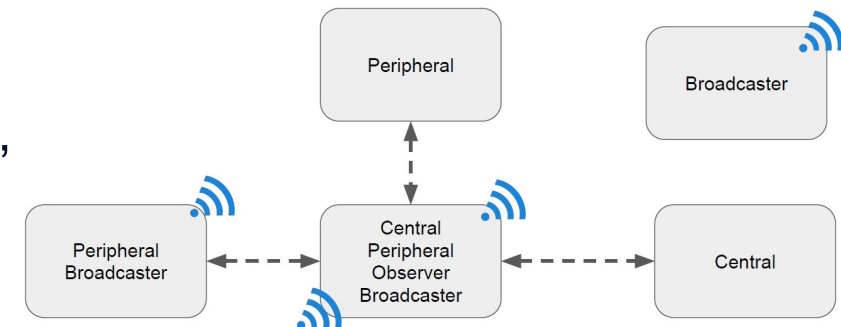 Peripheral
Broadcaster
,
Peripheral
Broadcaster
Central
Peripheral
Observer
Broadcaster
Central